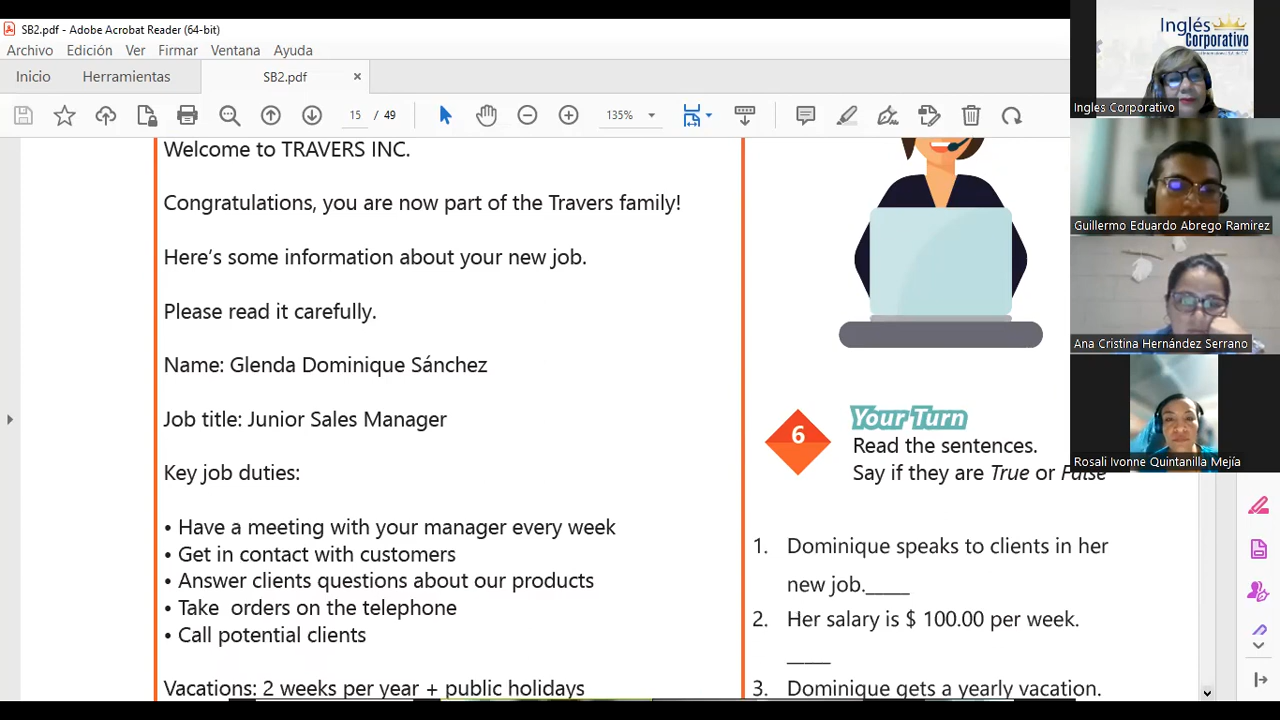 SB2.pdf - Adobe Acrobat Reader (64-bit)
Archivo Edición Ver Firmar Ventana Ayuda
Inicio Herramientas SB2.pdf ×
15 / 49 135%
Welcome to TRAVERS INC.
Congratulations, you are now part of the Travers family!
Here's some information about your new job.
Please read it carefully.
Name: Glenda Dominique Sánchez
Job title: Junior Sales Manager
Key job duties:
• Have a meeting with your manager every week
• Get in contact with customers
• Answer clients questions about our products
• Take orders on the telephone
• Call potential clients
Vacations: 2 weeks per year + public holidays
6
Your Turn
Read the sentences.
Say if they are True or False
1. Dominique speaks to clients in her
new job._____
2. Her salary is $ 100.00 per week.
_____
3. Dominique gets a yearly vacation.
Inglés
Corporativo
Ingles Corporativo
Guillermo Eduardo Abrego Ramirez
Ana Cristina Hernández Serrano
Rosali Ivonne Quintanilla Mejía